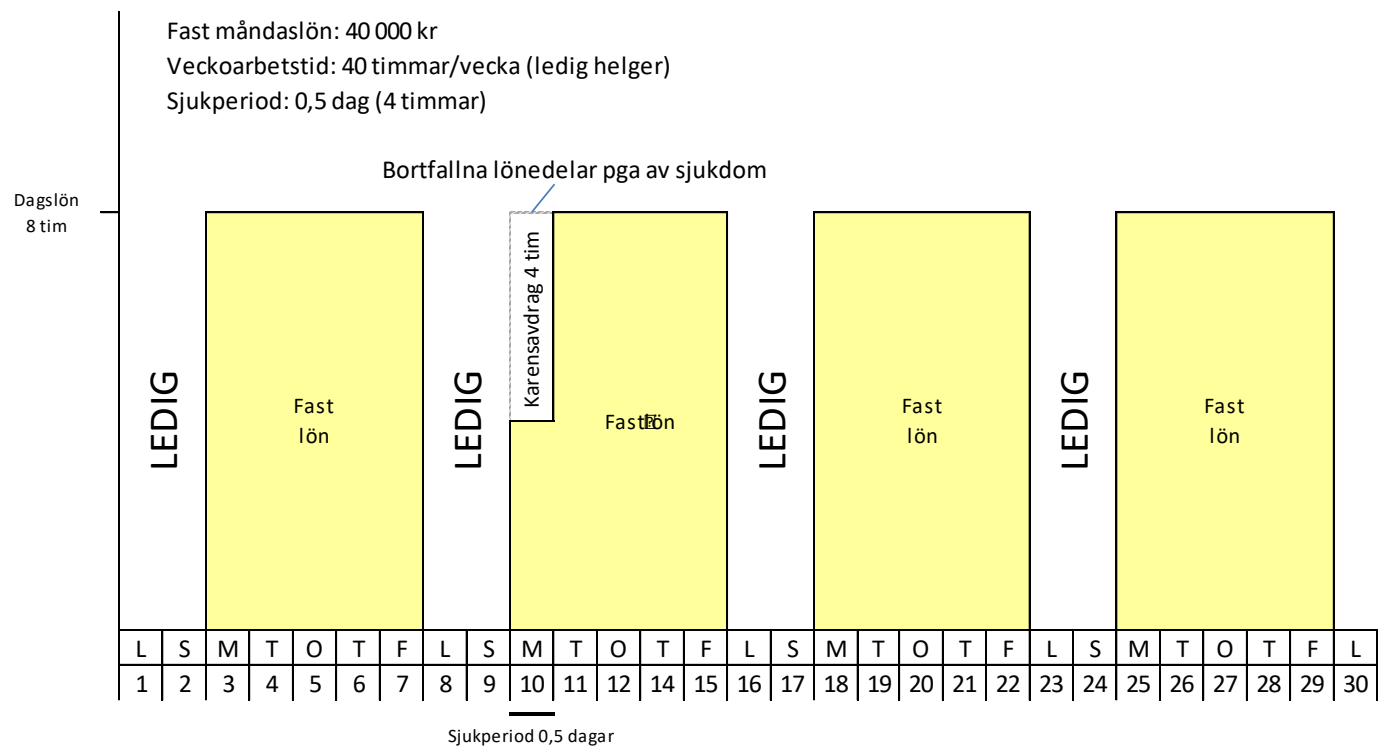 Fast måndaslön: 40 000 kr
Veckoarbetstid: 40 timmar/vecka (ledig helger)
Sjukperiod: 0,5 dag (4 timmar)
Bortfallna lönedelar pga av sjukdom
Dagslön
8 tim
Karensavdrag 4 tim
LEDIG
Fast
lön
LEDIG
Fast lön
LEDIG
Fast
lön
LEDIG
Fast
lön
L S M T O T F L S M T O T F L S M T O T F L S M T O T F L
1 2 3 4 5 6 7 8 9 10 11 12 14 15 16 17 18 19 20 21 22 23 24 25 26 27 28 29 30
Sjukperiod 0,5 dagar